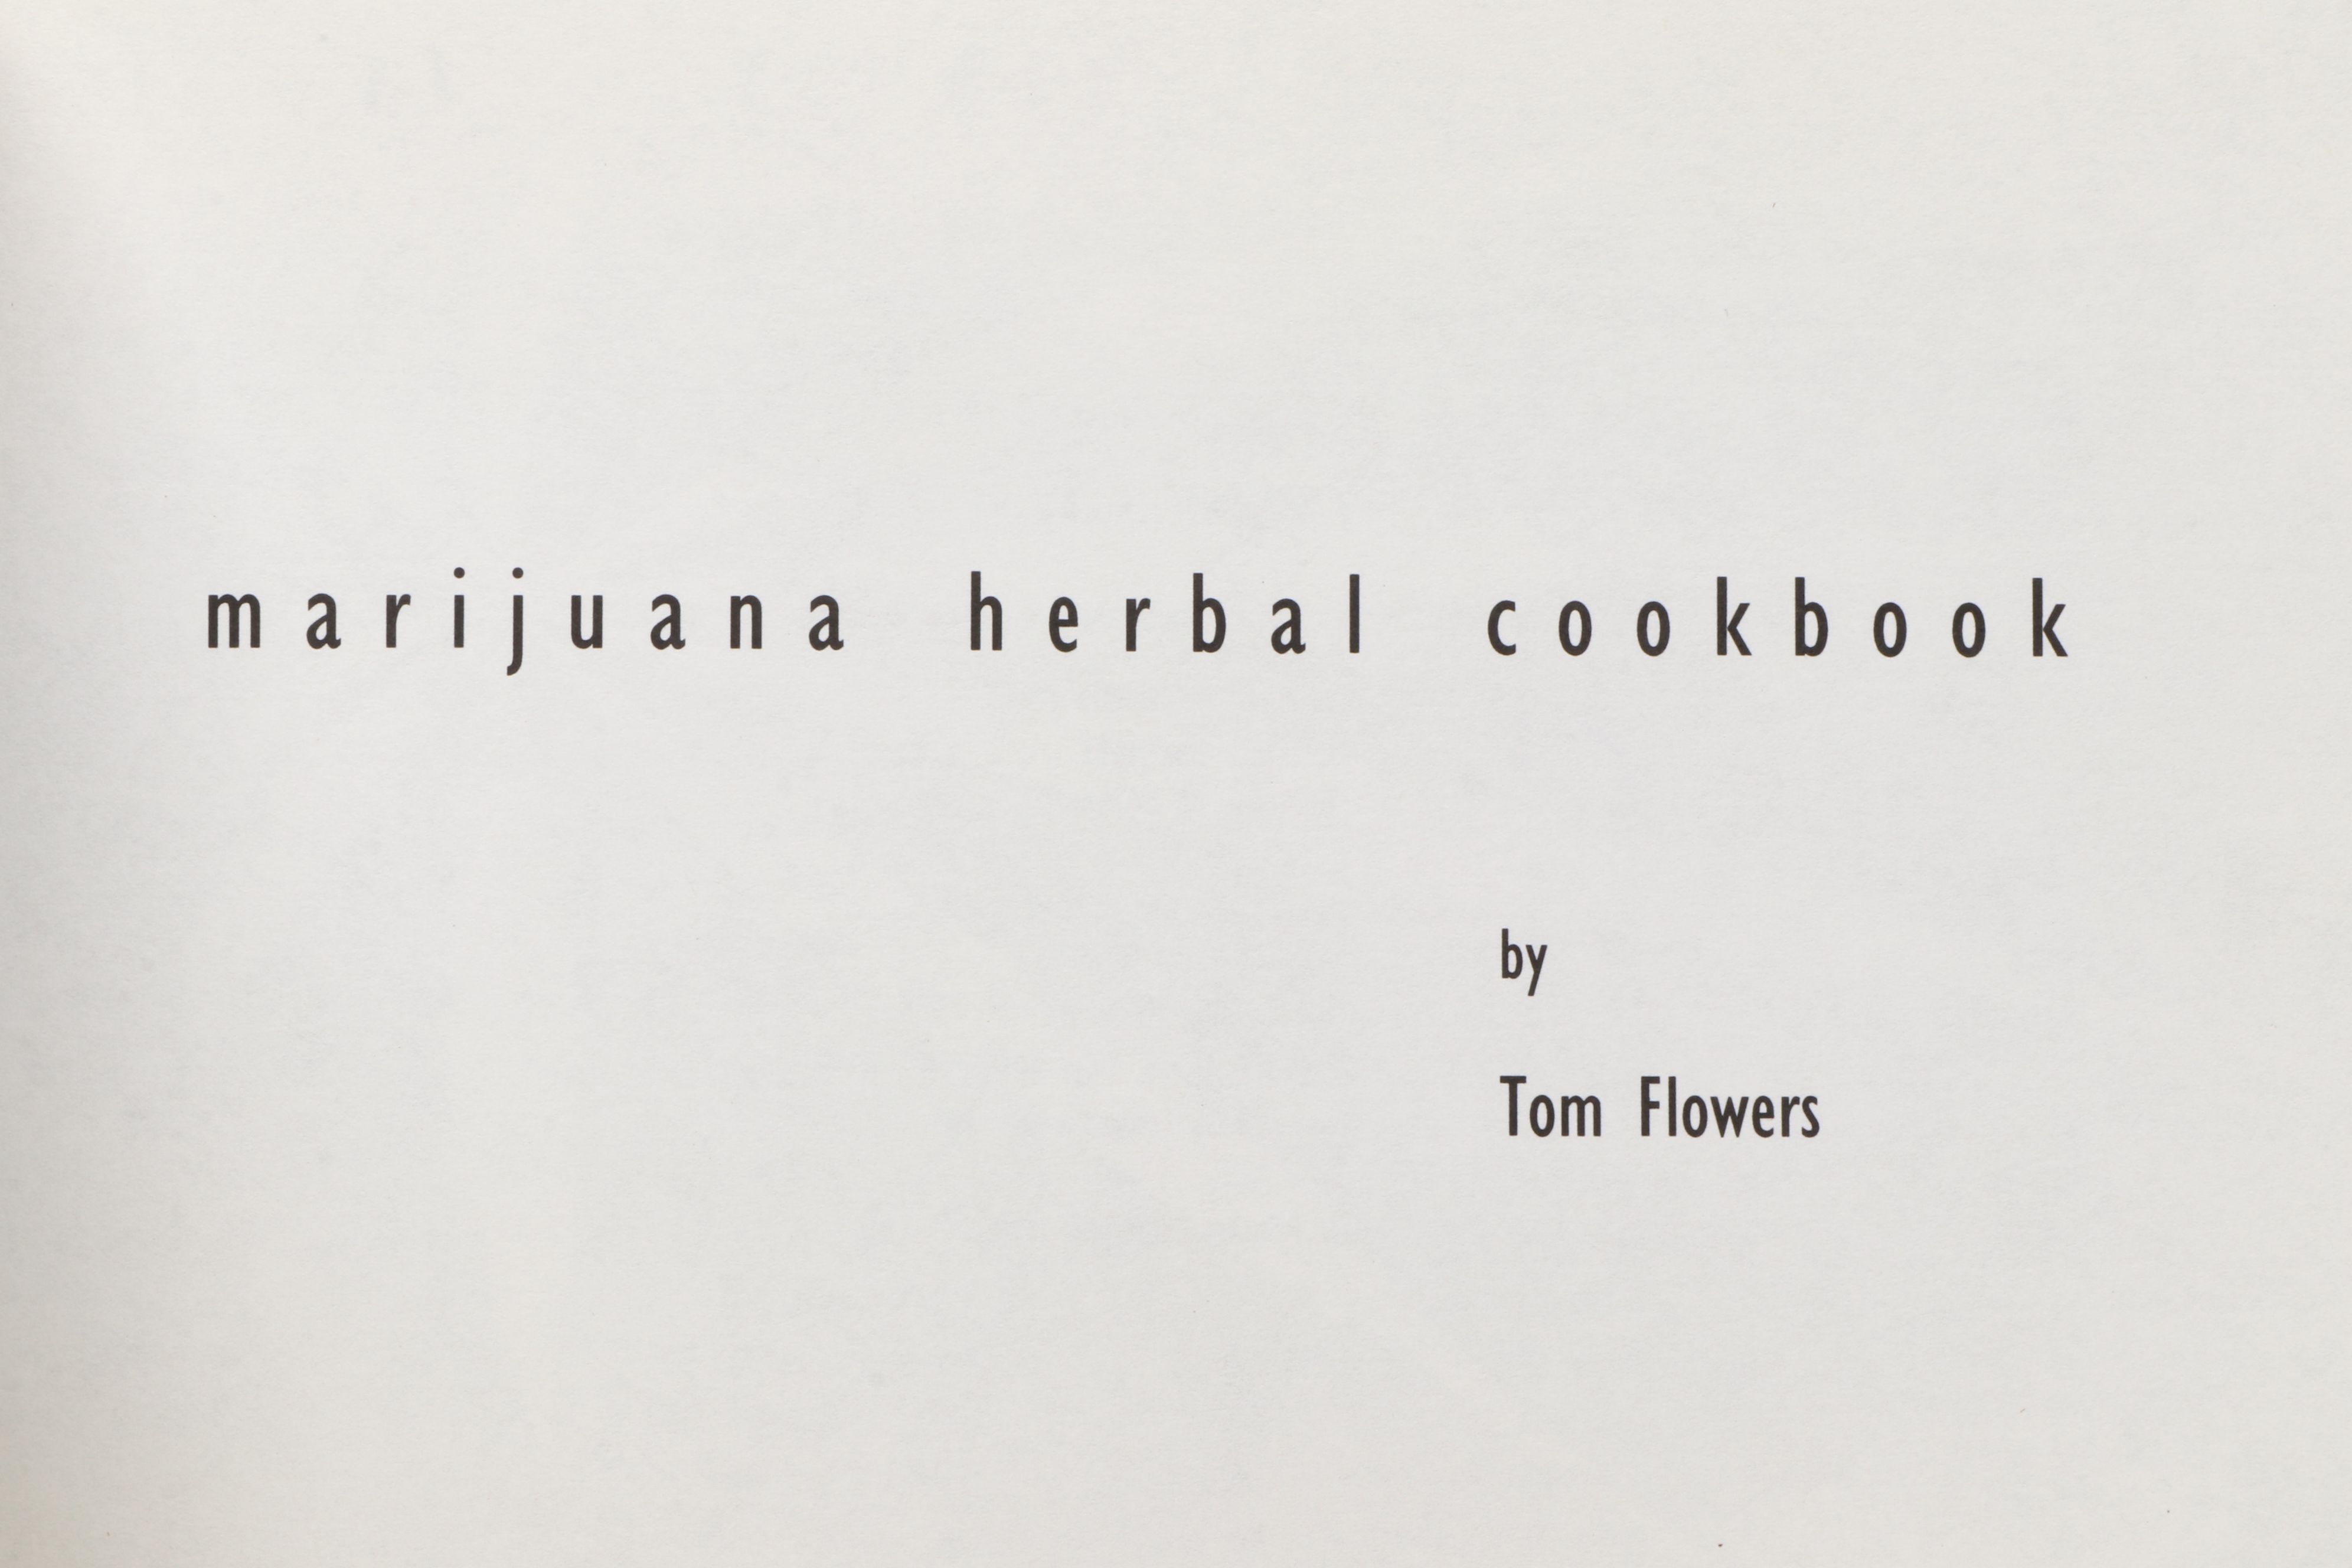 marijuana herbal cookbook
by
Tom Flowers